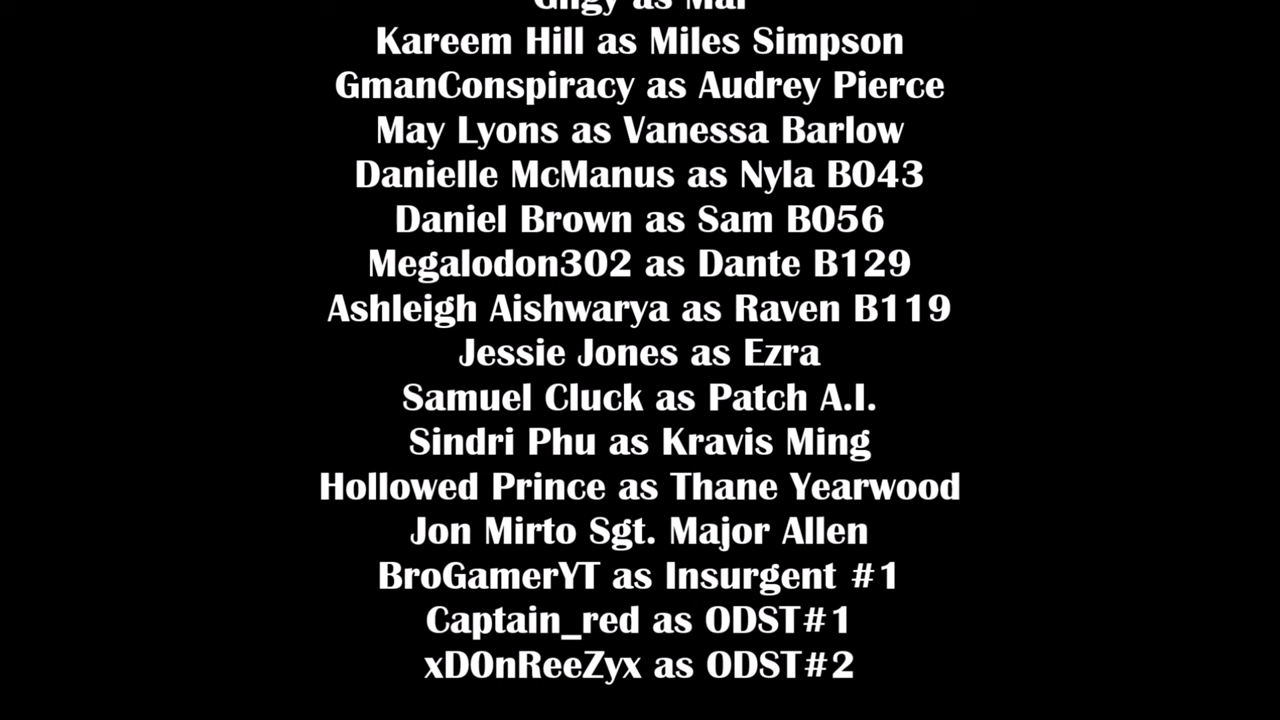 as
Kareem Hill as Miles Simpson
GmanConspiracy as Audrey Pierce
May Lyons as Vanessa Barlow
Danielle McManus as Nyla B043
Daniel Brown as Sam B056
Megalodon302 as Dante B129
Ashleigh Aishwarya as Raven B119
Jessie Jones as Ezra
Samuel Cluck as Patch A.I.
Sindri Phu as Kravis Ming
Hollowed Prince as Thane Yearwood
Jon Mirto Sgt. Major Allen
BroGamerYT as Insurgent #1
Captain_red as ODST#1
xD0nReeZyx as ODST#2